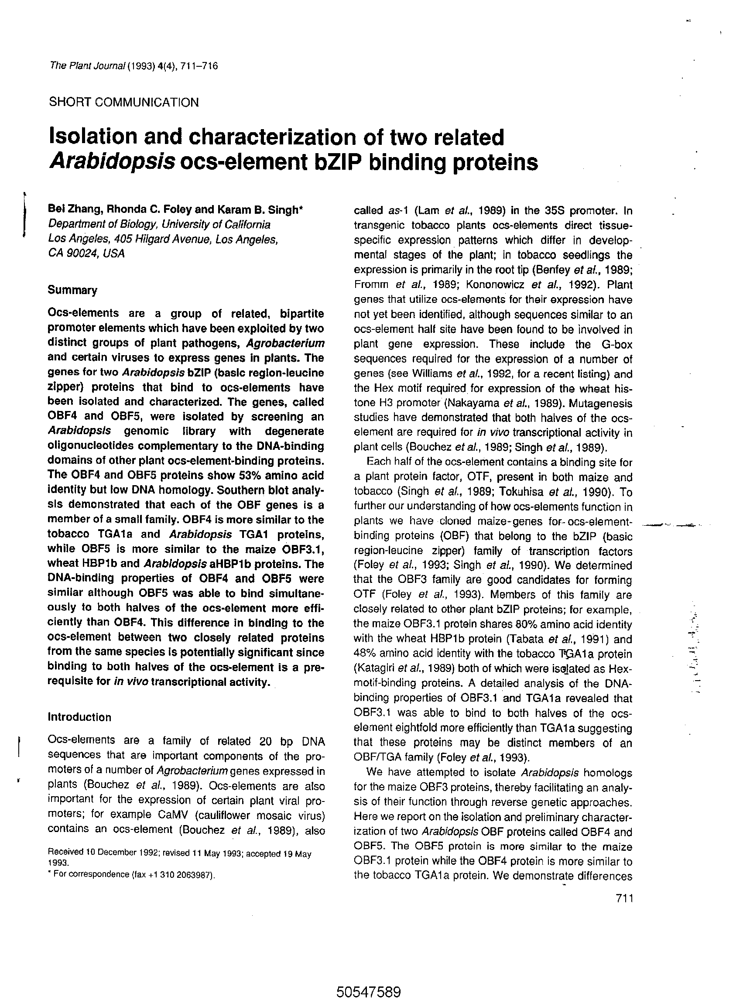 The Plant Journal (1993) 4(4), 711–716
SHORT COMMUNICATION
Isolation and characterization of two related
Arabidopsis ocs-element bZIP binding proteins
Bei Zhang, Rhonda C. Foley and Karam B. Singh*
Department of Biology, University of California
Los Angeles, 405 Hilgard Avenue, Los Angeles,
CA 90024, USA
Summary
Ocs-elements are a group of related, bipartite
promoter elements which have been exploited by two
distinct groups of plant pathogens, Agrobacterium
and certain viruses to express genes in plants. The
genes for two Arabidopsis bZIP (basic region-leucine
zipper) proteins that bind to ocs-elements have
been isolated and characterized. The genes, called
OBF4 and OBF5, were isolated by screening an
Arabidopsis genomic library with degenerate
oligonucleotides complementary to the DNA-binding
domains of other plant ocs-element-binding proteins.
The OBF4 and OBF5 proteins show 53% amino acid
identity but low DNA homology. Southern blot analy-
sis demonstrated that each of the OBF genes is a
member of a small family. OBF4 is more similar to the
tobacco TGA1a and Arabidopsis TGA1 proteins,
while OBF5 is more similar to the maize OBF3.1,
wheat HBP1b and Arabidopsis aHBP1b proteins. The
DNA-binding properties of OBF4 and OBF5 were
similar although OBF5 was able to bind simultane-
ously to both halves of the ocs-element more effi-
ciently than OBF4. This difference in binding to the
ocs-element between two closely related proteins
from the same species is potentially significant since
binding to both halves of the ocs-element is a pre-
requisite for in vivo transcriptional activity.
Introduction
Ocs-elements are a family of related 20 bp DNA
sequences that are important components of the pro-
moters of a number of Agrobacterium genes expressed in
plants (Bouchez et al., 1989). Ocs-elements are also
important for the expression of certain plant viral pro-
moters; for example CaMV (cauliflower mosaic virus)
contains an ocs-element (Bouchez et al., 1989), also
Received 10 December 1992; revised 11 May 1993; accepted 19 May
1993.
* For correspondence (fax +1 310 2063987).
called as-1 (Lam et al., 1989) in the 35S promoter. In
transgenic tobacco plants ocs-elements direct tissue-
specific expression patterns which differ in develop-
mental stages of the plant; in tobacco seedlings the
expression is primarily in the root tip (Benfey et al., 1989;
Fromm et al., 1989; Kononowicz et al., 1992). Plant
genes that utilize ocs-elements for their expression have
not yet been identified, although sequences similar to an
ocs-element half site have been found to be involved in
plant gene expression. These include the G-box
sequences required for the expression of a number of
genes (see Williams et al., 1992, for a recent listing) and
the Hex motif required for expression of the wheat his-
tone H3 promoter (Nakayama et al., 1989). Mutagenesis
studies have demonstrated that both halves of the ocs-
element are required for in vivo transcriptional activity in
plant cells (Bouchez et al., 1989; Singh et al., 1989).
Each half of the ocs-element contains a binding site for
a plant protein factor, OTF, present in both maize and
tobacco (Singh et al., 1989; Tokuhisa et al., 1990). To
further our understanding of how ocs-elements function in
plants we have cloned maize genes for ocs-element-
binding proteins (OBF) that belong to the bZIP (basic
region-leucine zipper) family of transcription factors
(Foley et al., 1993; Singh et al., 1990). We determined
that the OBF3 family are good candidates for forming
OTF (Foley et al., 1993). Members of this family are
closely related to other plant bZIP proteins; for example,
the maize OBF3.1 protein shares 80% amino acid identity
with the wheat HBP1b protein (Tabata et al., 1991) and
48% amino acid identity with the tobacco TGA1a protein
(Katagiri et al., 1989) both of which were isolated as Hex-
motif-binding proteins. A detailed analysis of the DNA-
binding properties of OBF3.1 and TGA1a revealed that
OBF3.1 was able to bind to both halves of the ocs-
element eightfold more efficiently than TGA1a suggesting
that these proteins may be distinct members of an
OBF/TGA family (Foley et al., 1993).
We have attempted to isolate Arabidopsis homologs
for the maize OBF3 proteins, thereby facilitating an analy-
sis of their function through reverse genetic approaches.
Here we report on the isolation and preliminary character-
ization of two Arabidopsis OBF proteins called OBF4 and
OBF5. The OBF5 protein is more similar to the maize
OBF3.1 protein while the OBF4 protein is more similar to
the tobacco TGA1a protein. We demonstrate differences
711
50547589